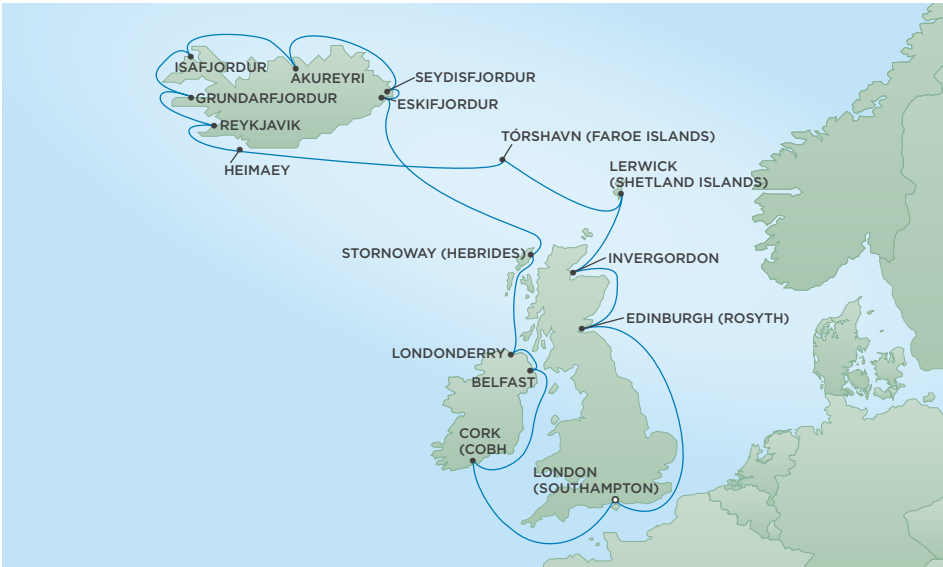 ISAFJORDUR
AKUREYRI
SEYDISFJORDUR
GRUNDARFJORDUR
ESKIFJORDUR
REYKJAVIK
TÓRSHAVN (FAROE ISLANDS)
HEIMAEY
LERWICK
(SHETLAND ISLANDS)
STORNOWAY (HEBRIDES)
INVERGORDON
EDINBURGH (ROSYTH)
LONDONDERRY
BELFAST
CORK
(COBH
LONDON
(SOUTHAMPTON)